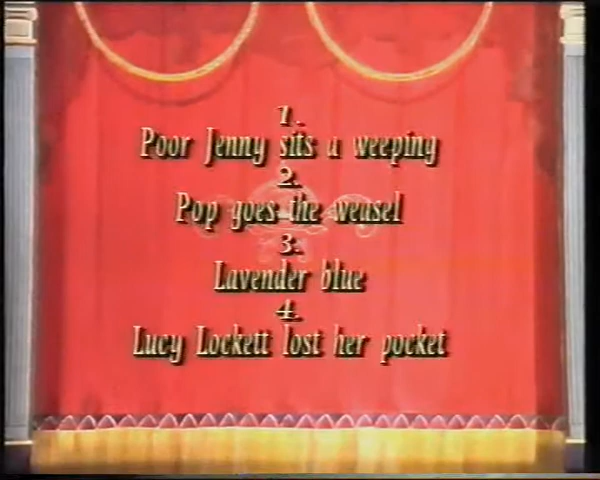 1.
Poor Jenny sits a weeping
2.
Pop goes the weasel
3.
Lavender blue
4.
Lucy Lockett lost her pocket